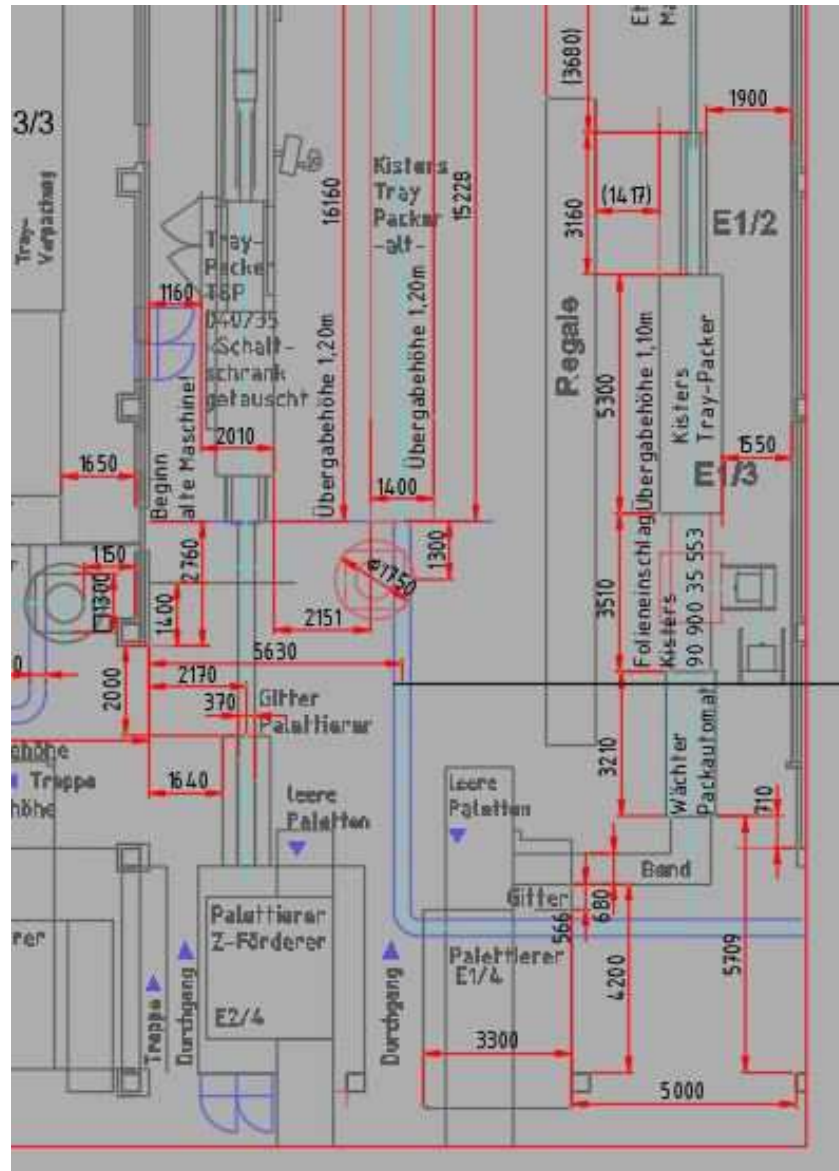 3/3
Tray-
Verpackung
(3680)
1900
Kisters
Tray
Packer
-alt-
16160
15228
3160
(1417)
E1/2
Tray-
Packer
TSP
040735
Schalt-
schrank
getauscht
1160
Übergabehöhe 1,20m
Übergabehöhe 1,20m
Regale
5300
Übergabehöhe 1,10m
Kisters
Tray-Packer
1550
E1/3
Beginn
alte Maschine!
2010
1650
1400
1150
1300
2760
1400
ø1750
1300
2151
3510
Folieneinschlag
Kisters
90 900 35 553
5630
2000
2170
370
Gitter
Palettierer
1640
3210
Wächter
Packautomat
710
Treppe
leere
Paletten
leere
Paletten
Band
Gitter
566
680
Palettierer
Z-Förderer
E2/4
Palettierer
E1/4
4200
5709
Treppe
Durchgang
Durchgang
3300
5000